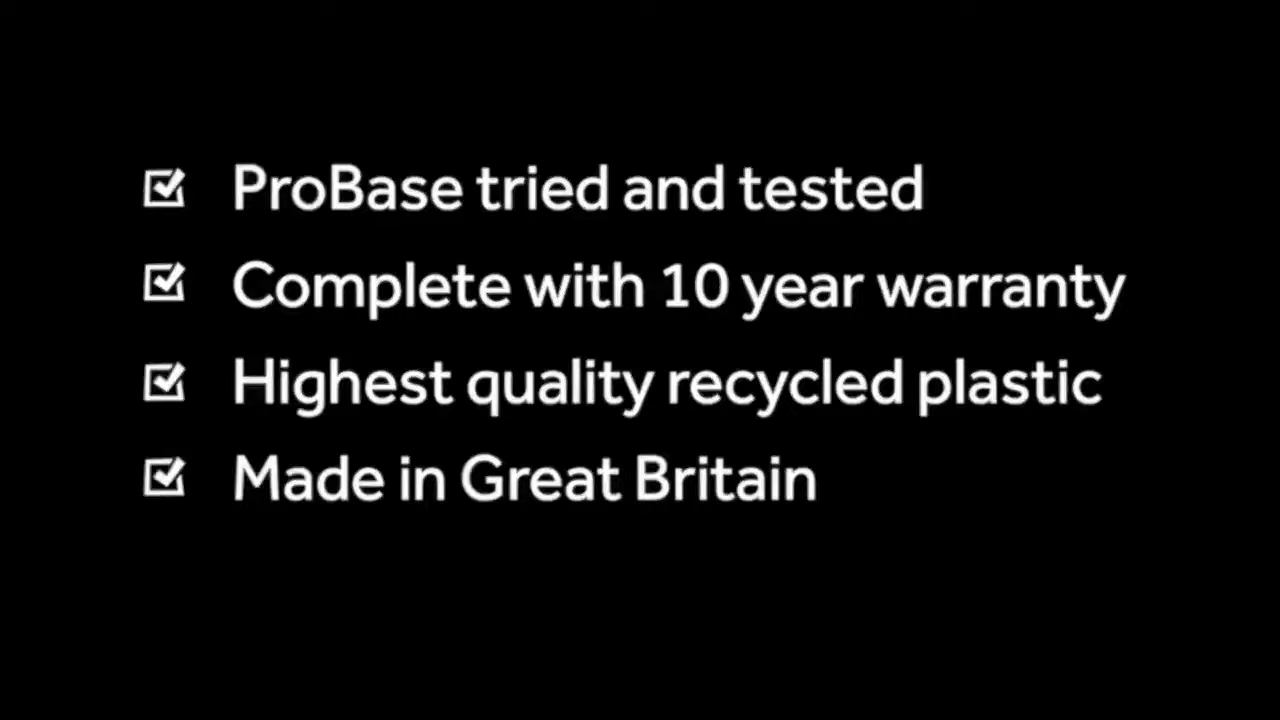 ProBase tried and tested
Complete with 10 year warranty
Highest quality recycled plastic
Made in Great Britain